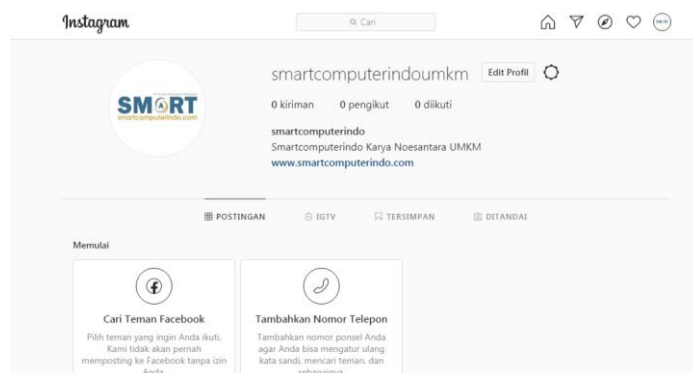 Instagram
Cari
smartcomputerindoumkm Edit Profil
SMART
smartcomputerindo.com
0 kiriman 0 pengikut 0 diikuti
smartcomputerindo
Smartcomputerindo Karya Noesantara UMKM
www.smartcomputerindo.com
POSTINGAN IGTV TERSIMPAN DITANDAI
Memulai
Cari Teman Facebook
Pilih teman yang ingin Anda ikuti.
Kami tidak akan pernah
memposting ke Facebook tanpa izin
Anda
Tambahkan Nomor Telepon
Tambahkan nomor ponsel Anda
agar Anda bisa mengatur ulang
kata sandi, mencari teman, dan
sebagainya